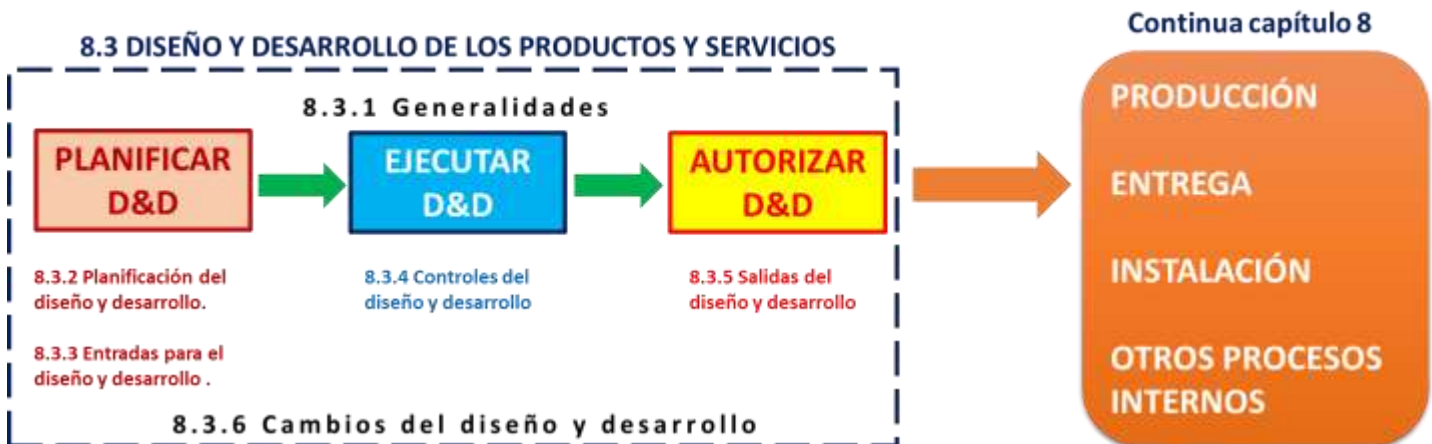 Continua capítulo 8
8.3 DISEÑO Y DESARROLLO DE LOS PRODUCTOS Y SERVICIOS
8.3.1 Generalidades
PLANIFICAR
D&D
EJECUTAR
D&D
AUTORIZAR
D&D
8.3.2 Planificación del
diseño y desarrollo.
8.3.3 Entradas para el
diseño y desarrollo .
8.3.4 Controles del
diseño y desarrollo
8.3.5 Salidas del
diseño y desarrollo
8.3.6 Cambios del diseño y desarrollo
PRODUCCIÓN
ENTREGA
INSTALACIÓN
OTROS PROCESOS
INTERNOS